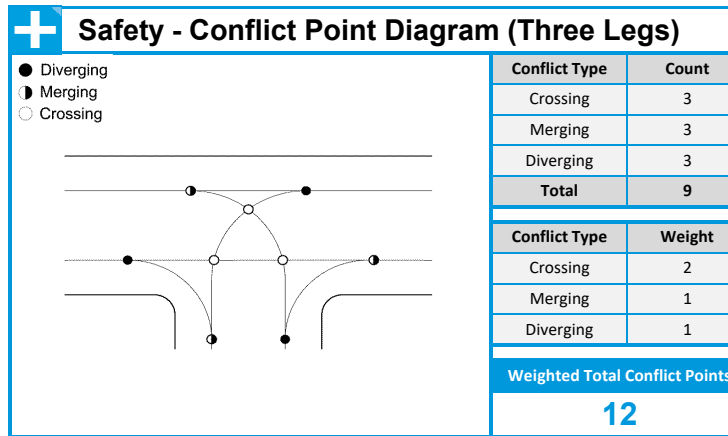 Safety - Conflict Point Diagram (Three Legs)
Diverging
Merging
Crossing
Conflict Type Count
Crossing 3
Merging 3
Diverging 3
Total 9
Conflict Type Weight
Crossing 2
Merging 1
Diverging 1
Weighted Total Conflict Points
12